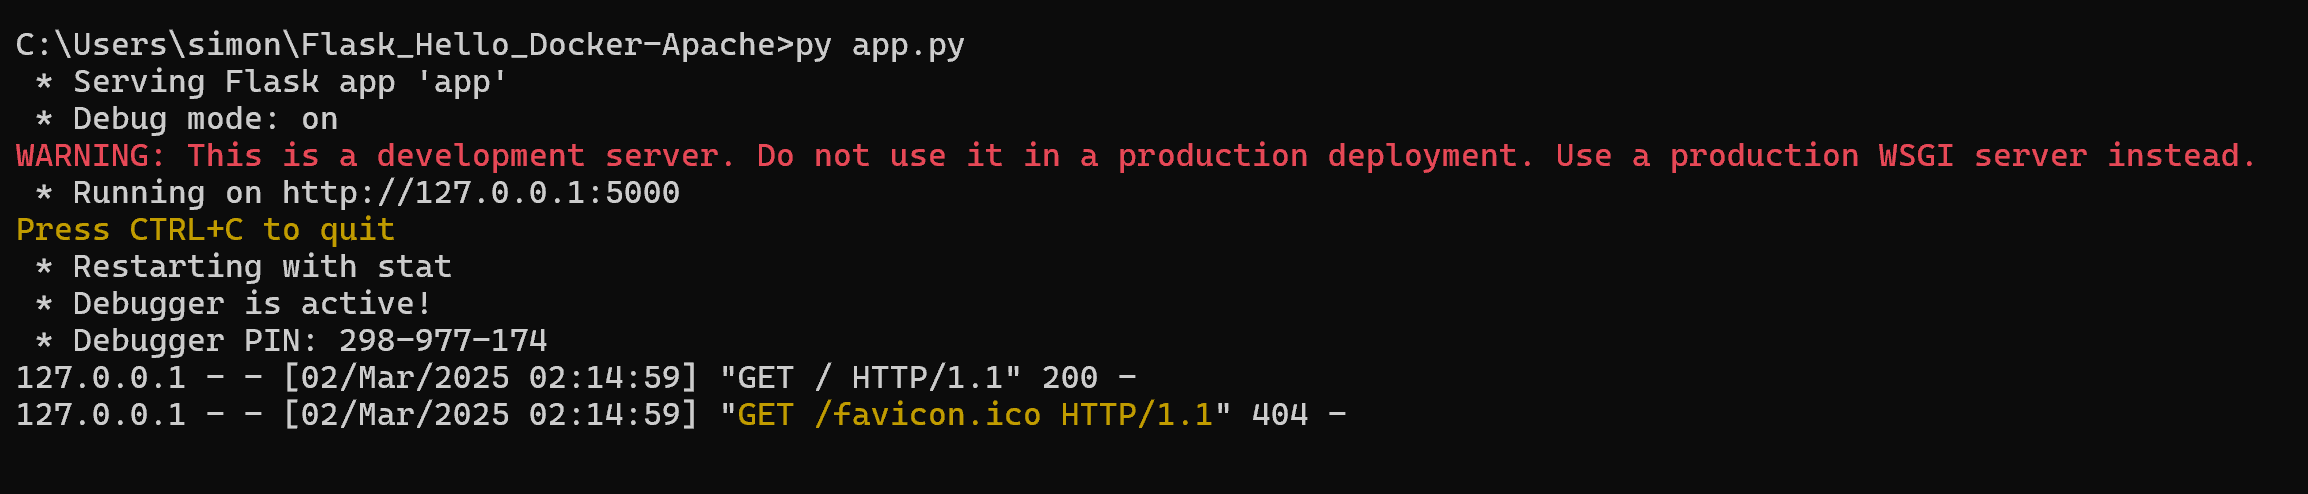 C:\Users\simon\Flask_Hello_Docker-Apache>py app.py
 * Serving Flask app 'app'
 * Debug mode: on
WARNING: This is a development server. Do not use it in a production deployment. Use a production WSGI server instead.
 * Running on http://127.0.0.1:5000
Press CTRL+C to quit
 * Restarting with stat
 * Debugger is active!
 * Debugger PIN: 298-977-174
127.0.0.1 - - [02/Mar/2025 02:14:59] "GET / HTTP/1.1" 200 -
127.0.0.1 - - [02/Mar/2025 02:14:59] "GET /favicon.ico HTTP/1.1" 404 -